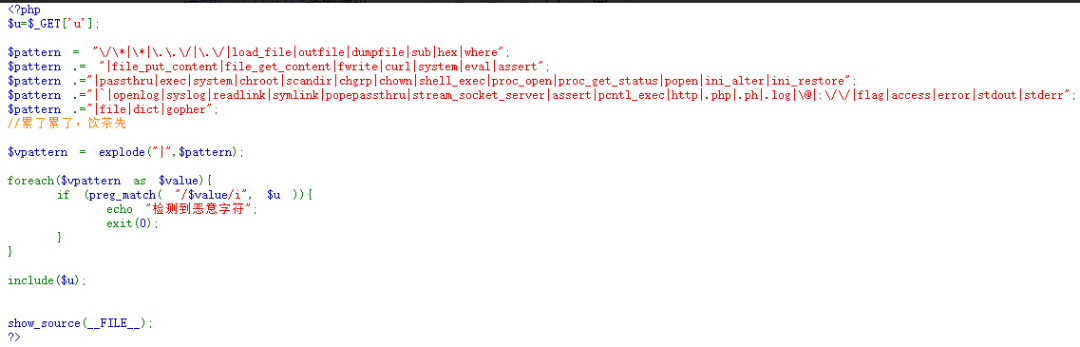 <?php
$u=$_GET['u'];
$pattern = "\/\*|\*|\.\.\/|\.\/|load_file|outfile|dumpfile|sub|hex|where";
$pattern .= "|file_put_content|file_get_content|fwrite|curl|system|eval|assert";
$pattern .="|passthru|exec|system|chroot|scandir|chgrp|chown|shell_exec|proc_open|proc_get_status|popen|ini_alter|ini_restore";
$pattern .="|`|openlog|syslog|readlink|symlink|popepassthru|stream_socket_server|assert|pcntl_exec|http|.php|.ph|.log|\@|:\/\/|flag|access|error|stdout|stderr";
$pattern .="|file|dict|gopher";
//累了累了，饮茶先
$vpattern = explode("|",$pattern);
foreach($vpattern as $value){
if (preg_match( "/$value/i", $u )){
echo "检测到恶意字符";
exit(0);
}
}
include($u);
show_source(__FILE__);
?>